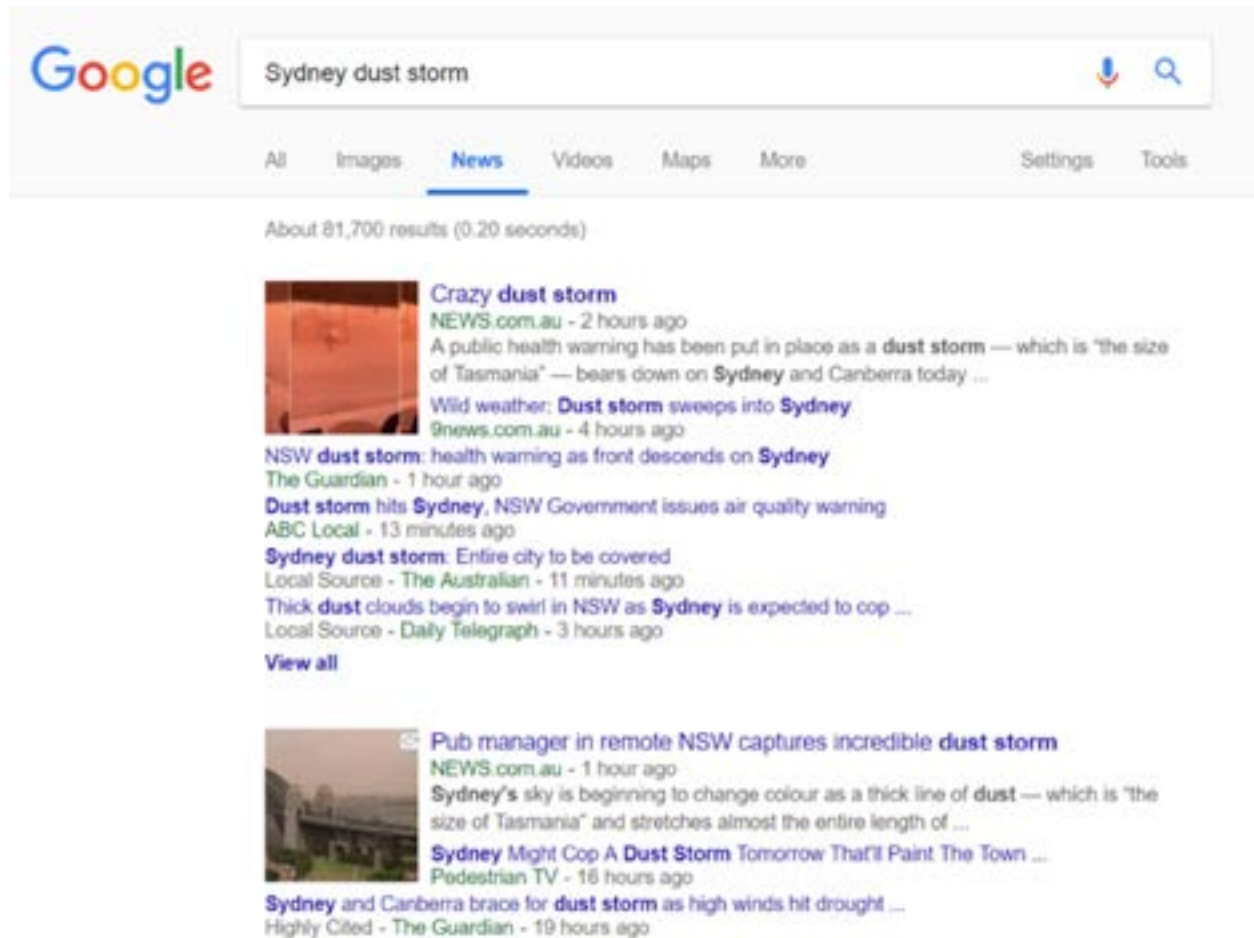 Google
Sydney dust storm
All Images News Videos Maps More Settings Tools
About 81,700 results (0.20 seconds)
Crazy dust storm
NEWS.com.au - 2 hours ago
A public health warning has been put in place as a dust storm — which is "the size
of Tasmania" — bears down on Sydney and Canberra today ...
Wild weather: Dust storm sweeps into Sydney
9news.com.au - 4 hours ago
NSW dust storm: health warning as front descends on Sydney
The Guardian - 1 hour ago
Dust storm hits Sydney, NSW Government issues air quality warning
ABC Local - 13 minutes ago
Sydney dust storm: Entire city to be covered
Local Source - The Australian - 11 minutes ago
Thick dust clouds begin to swirl in NSW as Sydney is expected to cop ...
Local Source - Daily Telegraph - 3 hours ago
View all
Pub manager in remote NSW captures incredible dust storm
NEWS.com.au - 1 hour ago
Sydney's sky is beginning to change colour as a thick line of dust — which is "the
size of Tasmania" and stretches almost the entire length of ...
Sydney Might Cop A Dust Storm Tomorrow That'll Paint The Town ...
Pedestrian TV - 16 hours ago
Sydney and Canberra brace for dust storm as high winds hit drought ...
Highly Cited - The Guardian - 19 hours ago